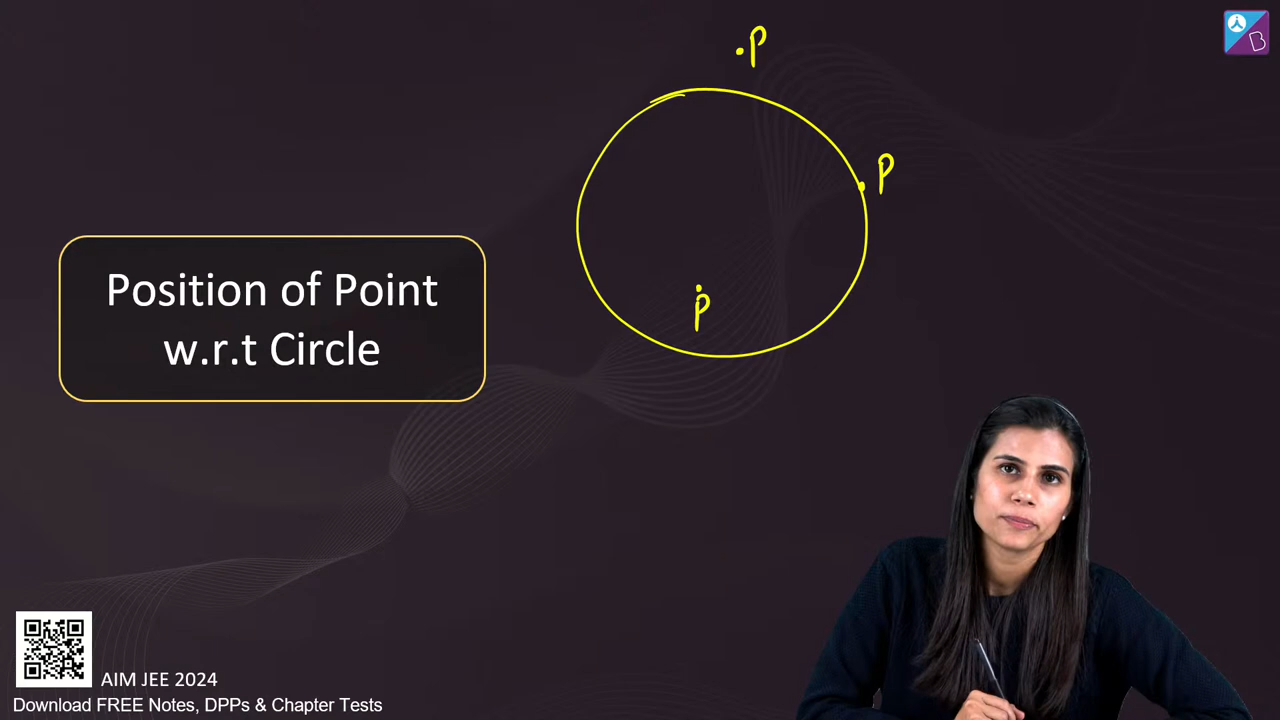 P
P
P
Position of Point
w.r.t Circle
AIM JEE 2024
Download FREE Notes, DPPs & Chapter Tests
B